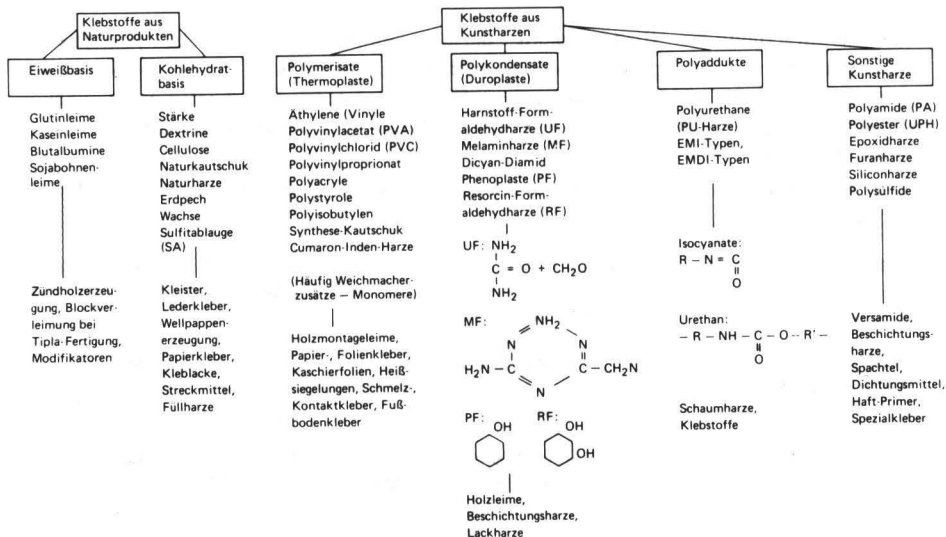 Klebstoffe aus
Naturprodukten
Eiweißbasis
Glutinleime
Kaseinleime
Blutalbumine
Sojabohnen-
leime
Zündholzerzeu-
gung, Blockver-
leimung bei
Tipla-Fertigung,
Modifikatoren
Kohlehydrat-
basis
Stärke
Dextrine
Cellulose
Naturkautschuk
Naturharze
Erdpech
Wachse
Sulfitablauge
(SA)
Kleister,
Lederkleber,
Wellpappen-
erzeugung,
Papierkleber,
Kleblacke,
Streckmittel,
Füllharze
Klebstoffe aus
Kunstharzen
Polymerisate
(Thermoplaste)
Äthylene (Vinyle
Polyvinylacetat (PVA)
Polyvinylchlorid (PVC)
Polyvinylproprionat
Polyacryle
Polystyrole
Polyisobutylen
Synthese-Kautschuk
Cumaron-Inden-Harze
(Häufig Weichmacher-
zusätze — Monomere)
Holzmontageleime,
Papier-, Folienkleber,
Kaschierfolien, Heiß-
siegelungen, Schmelz-,
Kontaktkleber, Fuß-
bodenkleber
Polykondensate
(Duroplaste)
Harnstoff-Form-
aldehydharze (UF)
Melaminharze (MF)
Dicyan-Diamid
Phenoplaste (PF)
Resorcin-Form-
aldehydharze (RF)
UF: NH2
C = O + CH2O
NH2
MF: NH2
N N
H2N – C C – CH2N
N
PF: OH RF: OH
OH
Holzleime,
Beschichtungsharze,
Lackharze
Polyaddukte
Polyurethane
(PU-Harze)
EMI-Typen,
EMDI-Typen
Isocyanate:
R – N = C
O
Urethan:
– R – NH – C – O – R' –
O
Schaumharze,
Klebstoffe
Sonstige
Kunstharze
Polyamide (PA)
Polyester (UPH)
Epoxidharze
Furanharze
Siliconharze
Polysulfide
Versamide,
Beschichtungs-
harze,
Spachtel,
Dichtungsmittel,
Haft-Primer,
Spezialkleber